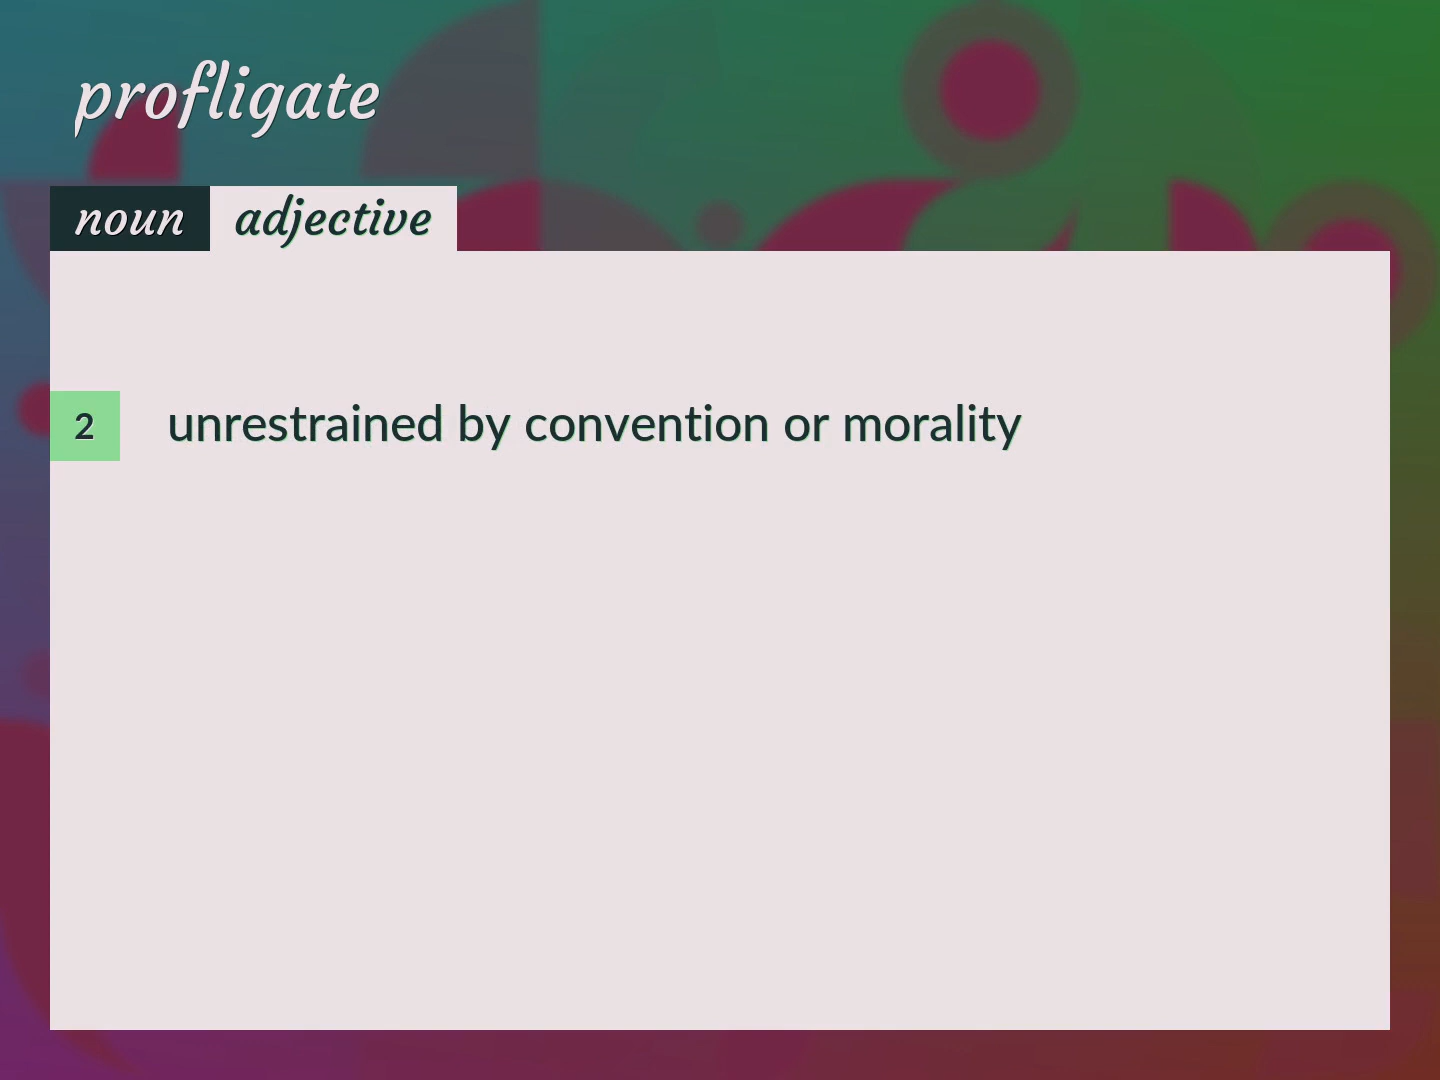 profligate
noun adjective
2 unrestrained by convention or morality